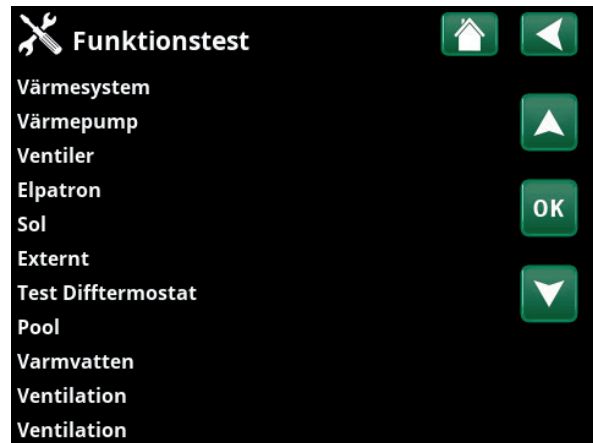 Funktionstest
Värmesystem
Värmepump
Ventiler
Elpatron
OK
Sol
Externt
Test Difftermostat
Pool
Varmvatten
Ventilation
Ventilation